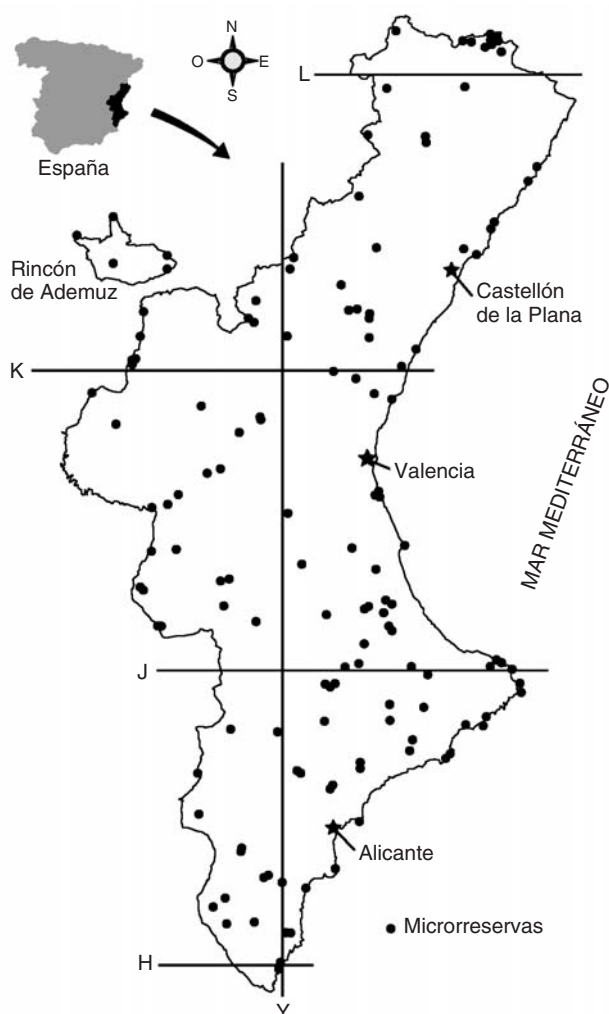 N
O
E
S
L
España
Rincón
de Ademuz
Castellón
de la Plana
K
MAR MEDITERRÁNEO
Valencia
J
Alicante
Microrreservas
H
Y